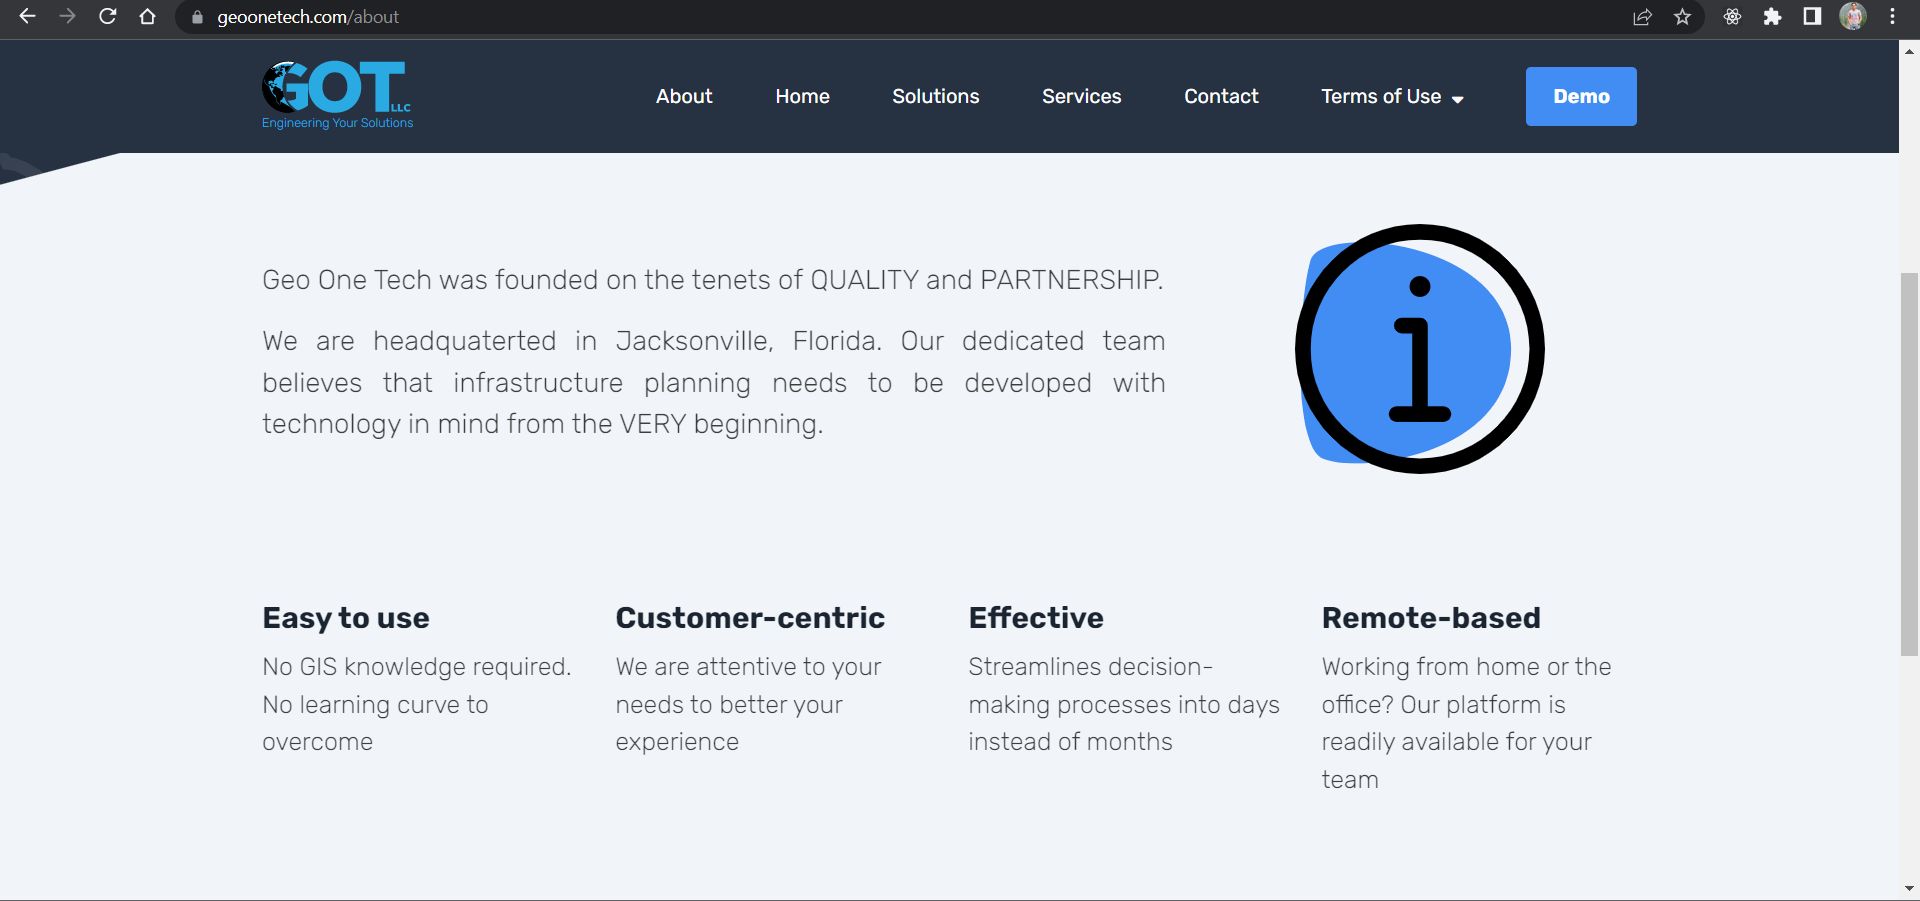 geoonetech.com/about
GOT LLC
Engineering Your Solutions
About
Home
Solutions
Services
Contact
Terms of Use
Demo
Geo One Tech was founded on the tenets of QUALITY and PARTNERSHIP.
We are headquaterted in Jacksonville, Florida. Our dedicated team
believes that infrastructure planning needs to be developed with
technology in mind from the VERY beginning.
i
Easy to use
No GIS knowledge required.
No learning curve to
overcome
Customer-centric
We are attentive to your
needs to better your
experience
Effective
Streamlines decision-
making processes into days
instead of months
Remote-based
Working from home or the
office? Our platform is
readily available for your
team